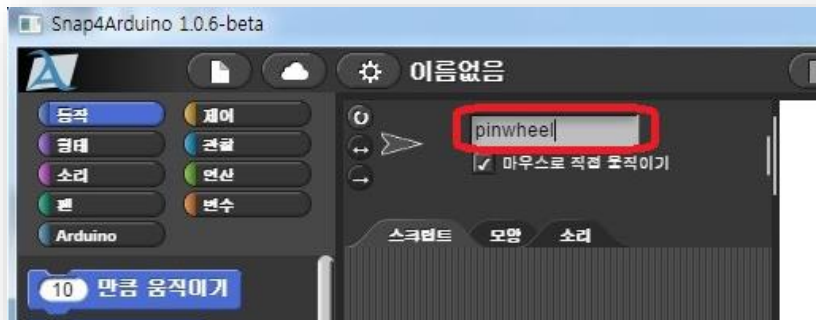 Snap4Arduino 1.0.6-beta
이름없음
동작 제어
형태 관찰
소리 연산
펜 변수
Arduino
pinwheel
마우스로 직접 움직이기
스크립트 모양 소리
10 만큼 움직이기